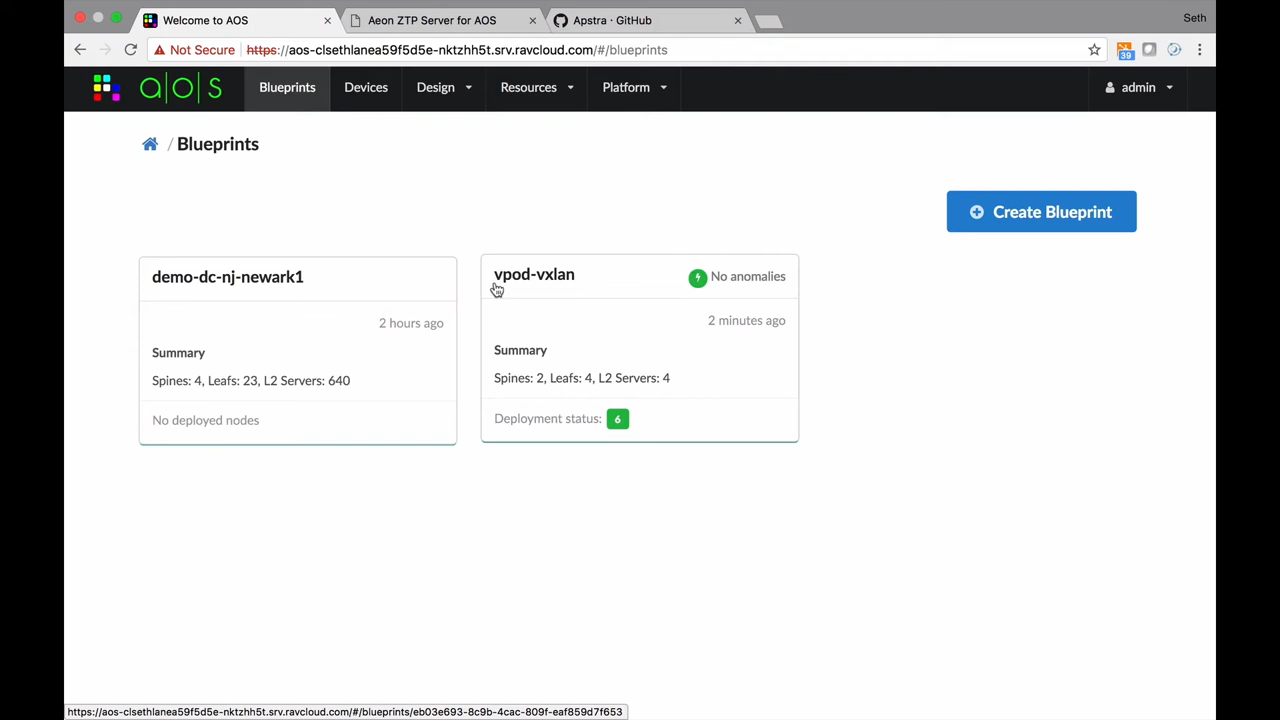 Welcome to AOS
Aeon ZTP Server for AOS
Apstra · GitHub
Seth
Not Secure
https://aos-clsethlanea59f5d5e-nktzhh5t.srv.ravcloud.com/#/blueprints
39
a|o|s
Blueprints
Devices
Design
Resources
Platform
admin
/ Blueprints
Create Blueprint
demo-dc-nj-newark1
2 hours ago
Summary
Spines: 4, Leafs: 23, L2 Servers: 640
No deployed nodes
vpod-vxlan
No anomalies
2 minutes ago
Summary
Spines: 2, Leafs: 4, L2 Servers: 4
Deployment status: 6
https://aos-clsethlanea59f5d5e-nktzhh5t.srv.ravcloud.com/#/blueprints/eb03e693-8c9b-4cac-809f-eaf859d7f653